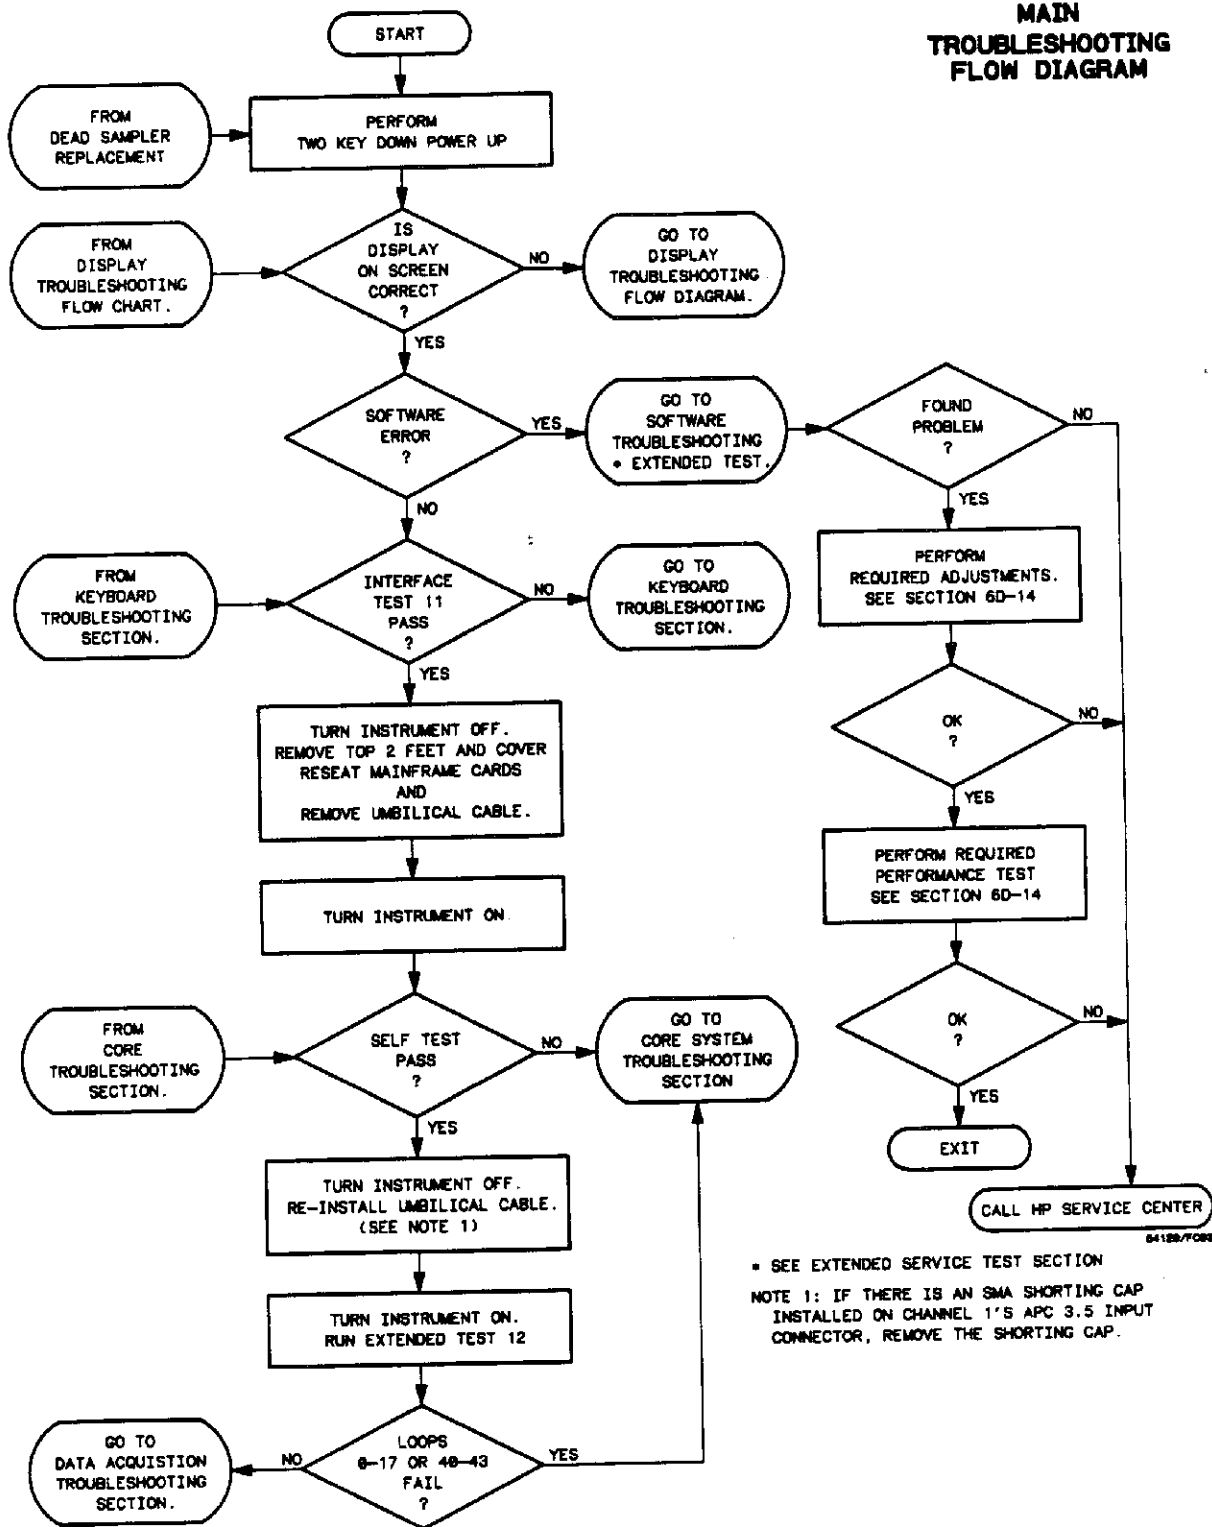 MAIN
TROUBLESHOOTING
FLOW DIAGRAM
START
FROM
DEAD SAMPLER
REPLACEMENT
PERFORM
TWO KEY DOWN POWER UP
FROM
DISPLAY
TROUBLESHOOTING
FLOW CHART.
IS
DISPLAY
ON SCREEN
CORRECT
?
NO
GO TO
DISPLAY
TROUBLESHOOTING
FLOW DIAGRAM.
YES
SOFTWARE
ERROR
?
YES
GO TO
SOFTWARE
TROUBLESHOOTING
* EXTENDED TEST.
FOUND
PROBLEM
?
NO
NO
YES
FROM
KEYBOARD
TROUBLESHOOTING
SECTION.
INTERFACE
TEST 11
PASS
?
NO
GO TO
KEYBOARD
TROUBLESHOOTING
SECTION.
PERFORM
REQUIRED ADJUSTMENTS.
SEE SECTION 6D-14
YES
TURN INSTRUMENT OFF.
REMOVE TOP 2 FEET AND COVER
RESEAT MAINFRAME CARDS
AND
REMOVE UMBILICAL CABLE.
OK
?
NO
YES
TURN INSTRUMENT ON
PERFORM REQUIRED
PERFORMANCE TEST
SEE SECTION 6D-14
FROM
CORE
TROUBLESHOOTING
SECTION.
SELF TEST
PASS
?
NO
GO TO
CORE SYSTEM
TROUBLESHOOTING
SECTION
OK
?
NO
YES
YES
EXIT
TURN INSTRUMENT OFF.
RE-INSTALL UMBILICAL CABLE.
(SEE NOTE 1)
CALL HP SERVICE CENTER
* SEE EXTENDED SERVICE TEST SECTION
NOTE 1: IF THERE IS AN SMA SHORTING CAP
INSTALLED ON CHANNEL 1'S APC 3.5 INPUT
CONNECTOR, REMOVE THE SHORTING CAP.
TURN INSTRUMENT ON.
RUN EXTENDED TEST 12
GO TO
DATA ACQUISTION
TROUBLESHOOTING
SECTION.
NO
LOOPS
0-17 OR 40-43
FAIL
?
YES